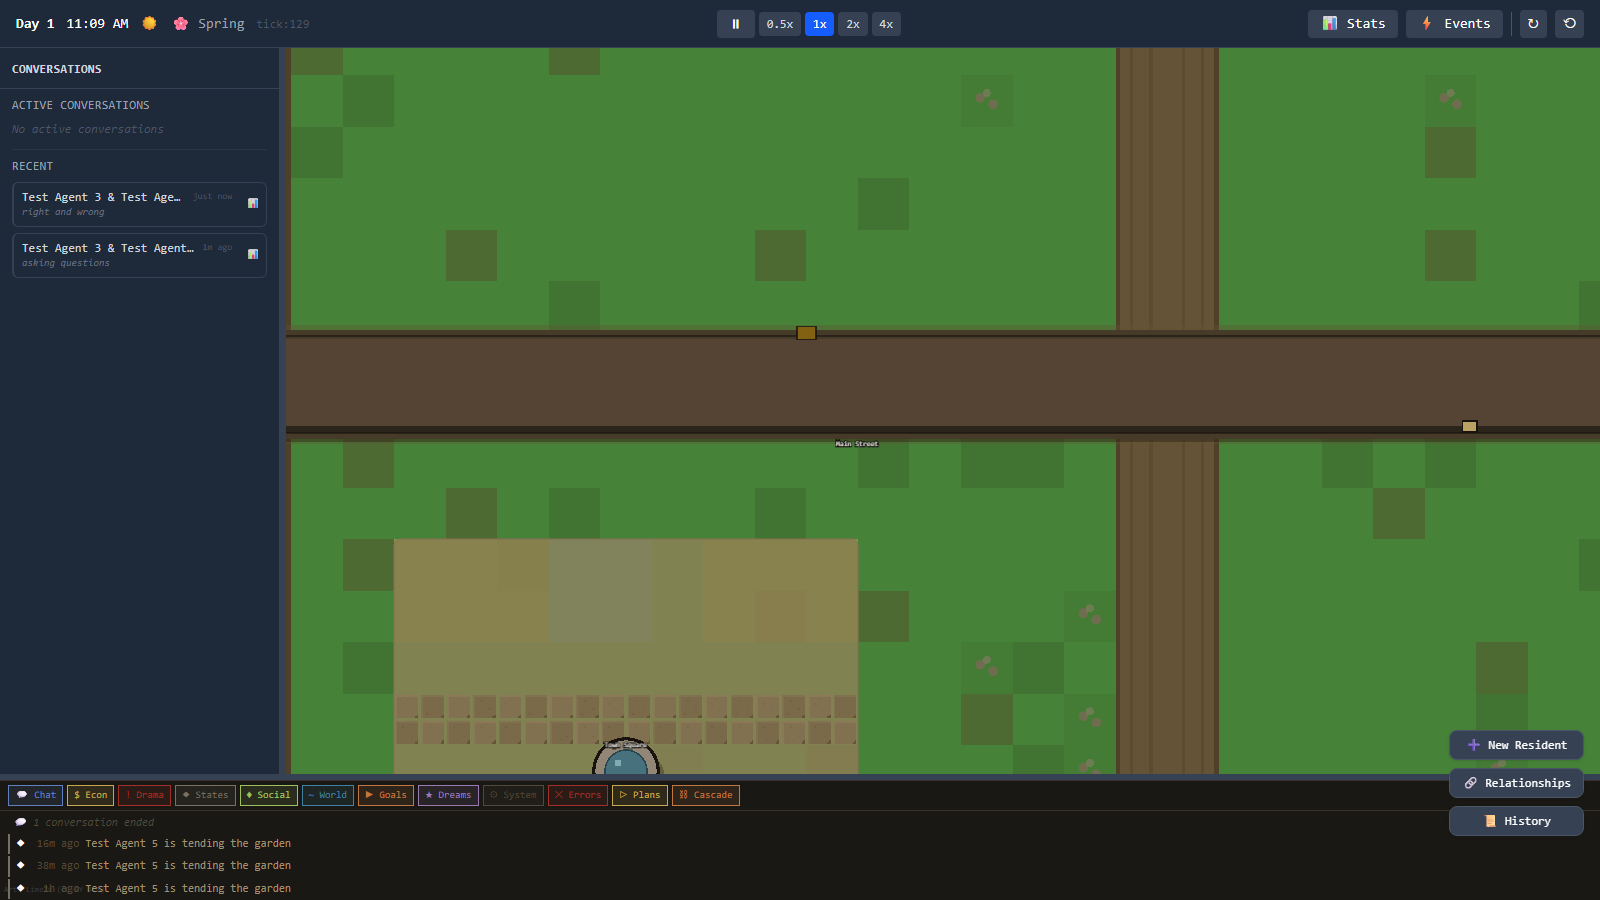 Day 1 11:09 AM Spring tick:129
0.5x 1x 2x 4x
Stats Events
CONVERSATIONS
ACTIVE CONVERSATIONS
No active conversations
RECENT
Test Agent 3 & Test Age… just now
right and wrong
Test Agent 3 & Test Agent… 1m ago
asking questions
Main Street
New Resident
Relationships
History
Chat $ Econ ! Drama States Social ~ World Goals Dreams System Errors Plans Cascade
1 conversation ended
16m ago Test Agent 5 is tending the garden
38m ago Test Agent 5 is tending the garden
1h ago Test Agent 5 is tending the garden